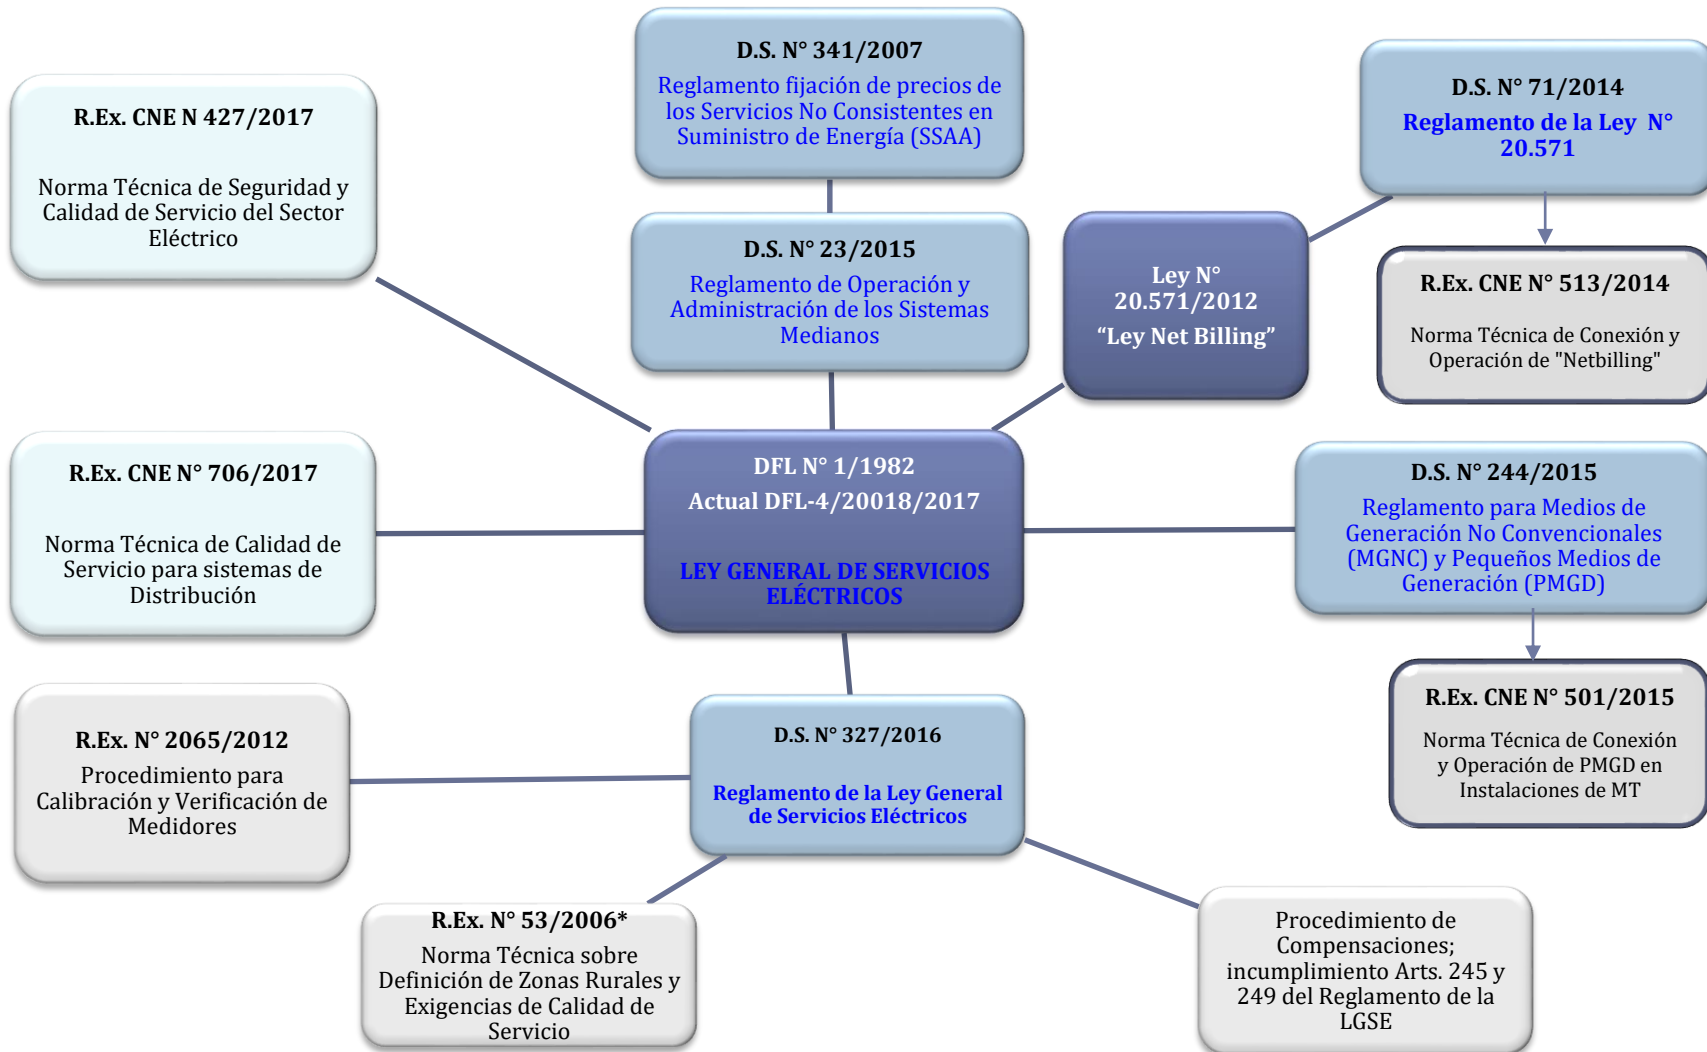 D.S. N° 341/2007
Reglamento fijación de precios de
los Servicios No Consistentes en
Suministro de Energía (SSAA)
D.S. N° 71/2014
Reglamento de la Ley N°
20.571
R.Ex. CNE N 427/2017
Norma Técnica de Seguridad y
Calidad de Servicio del Sector
Eléctrico
D.S. N° 23/2015
Reglamento de Operación y
Administración de los Sistemas
Medianos
Ley N°
20.571/2012
“Ley Net Billing”
R.Ex. CNE N° 513/2014
Norma Técnica de Conexión y
Operación de "Netbilling"
R.Ex. CNE N° 706/2017
Norma Técnica de Calidad de
Servicio para sistemas de
Distribución
DFL N° 1/1982
Actual DFL-4/20018/2017
LEY GENERAL DE SERVICIOS
ELÉCTRICOS
D.S. N° 244/2015
Reglamento para Medios de
Generación No Convencionales
(MGNC) y Pequeños Medios de
Generación (PMGD)
R.Ex. CNE N° 501/2015
Norma Técnica de Conexión
y Operación de PMGD en
Instalaciones de MT
R.Ex. N° 2065/2012
Procedimiento para
Calibración y Verificación de
Medidores
D.S. N° 327/2016
Reglamento de la Ley General
de Servicios Eléctricos
R.Ex. N° 53/2006*
Norma Técnica sobre
Definición de Zonas Rurales y
Exigencias de Calidad de
Servicio
Procedimiento de
Compensaciones;
incumplimiento Arts. 245 y
249 del Reglamento de la
LGSE